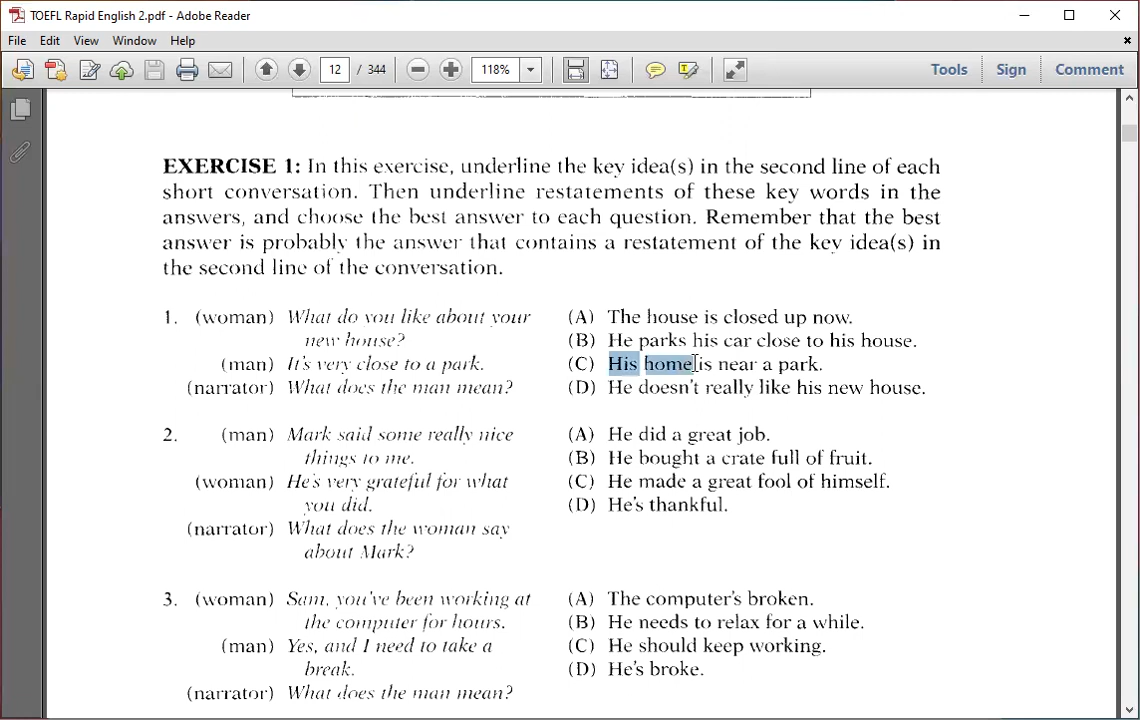 TOEFL Rapid English 2.pdf - Adobe Reader
File Edit View Window Help
12 / 344 118% Tools Sign Comment
EXERCISE 1: In this exercise, underline the key idea(s) in the second line of each
short conversation. Then underline restatements of these key words in the
answers, and choose the best answer to each question. Remember that the best
answer is probably the answer that contains a restatement of the key idea(s) in
the second line of the conversation.
1. (woman) What do you like about your
new house?
(man) It's very close to a park.
(narrator) What does the man mean?
(A) The house is closed up now.
(B) He parks his car close to his house.
(C) His home is near a park.
(D) He doesn't really like his new house.
2. (man) Mark said some really nice
things to me.
(woman) He's very grateful for what
you did.
(narrator) What does the woman say
about Mark?
(A) He did a great job.
(B) He bought a crate full of fruit.
(C) He made a great fool of himself.
(D) He's thankful.
3. (woman) Sam, you've been working at
the computer for hours.
(man) Yes, and I need to take a
break.
(narrator) What does the man mean?
(A) The computer's broken.
(B) He needs to relax for a while.
(C) He should keep working.
(D) He's broke.